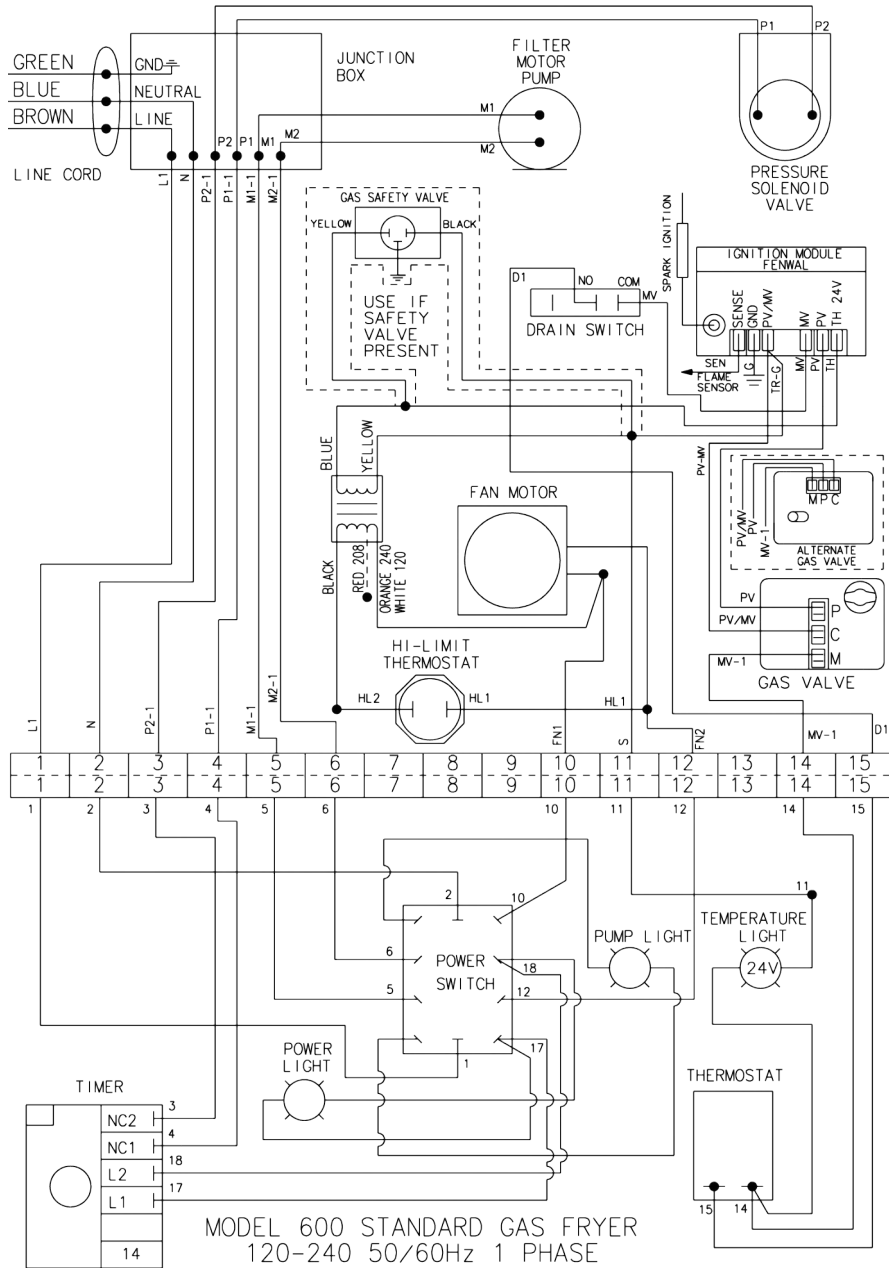 GREEN
BLUE
BROWN
LINE CORD
GND
NEUTRAL
LINE
JUNCTION
BOX
P2
P1
M1
M2
L1
N
P2-1
P1-1
M1-1
M2-1
FILTER
MOTOR
PUMP
M1
M2
P1
P2
PRESSURE
SOLENOID
VALVE
GAS SAFETY VALVE
YELLOW
BLACK
USE IF
SAFETY
VALVE
PRESENT
D1
NO
COM
MV
DRAIN SWITCH
SPARK IGNITION
IGNITION MODULE
FENWAL
SENSE
GND
PV/MV
MV
PV
TH 24V
SEN
FLAME
SENSOR
G
TR-G
MV
PV
TH
BLUE
YELLOW
BLACK
RED 208
ORANGE 240
WHITE 120
FAN MOTOR
PV-MV
PV/MV
PV
MV-1
M P C
ALTERNATE
GAS VALVE
PV
PV/MV
MV-1
P
C
M
GAS VALVE
HI-LIMIT
THERMOSTAT
HL2
HL1
HL1
L1
N
P2-1
P1-1
M1-1
M2-1
FN1
S
FN2
MV-1
D1
1 2 3 4 5 6 7 8 9 10 11 12 13 14 15
1 2 3 4 5 6 7 8 9 10 11 12 13 14 15
1 2 3 4 5 6 10 11 12 14 15
2
10
6
POWER
SWITCH
18
5
12
1
17
PUMP LIGHT
11
TEMPERATURE
LIGHT
24V
POWER
LIGHT
THERMOSTAT
15
14
TIMER
NC2
3
NC1
4
L2
18
L1
17
14
MODEL 600 STANDARD GAS FRYER
120-240 50/60Hz 1 PHASE